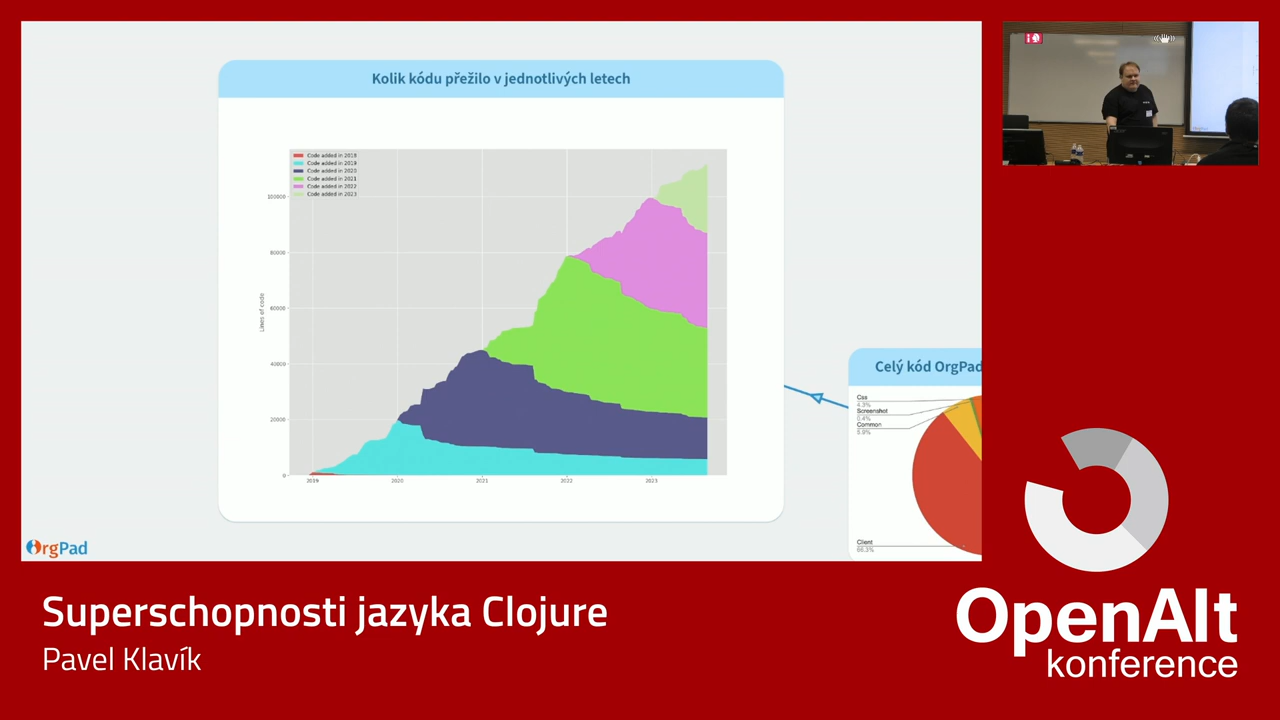 Kolik kódu přežilo v jednotlivých letech
Code added in 2018
Code added in 2019
Code added in 2020
Code added in 2021
Code added in 2022
Code added in 2023
Lines of code
100000
80000
60000
40000
20000
0
2019
2020
2021
2022
2023
Celý kód OrgPad
Css
4.3%
Screenshot
0.4%
Common
5.9%
Client
86.3%
OrgPad
Superschopnosti jazyka Clojure
Pavel Klavík
OpenAlt
konference